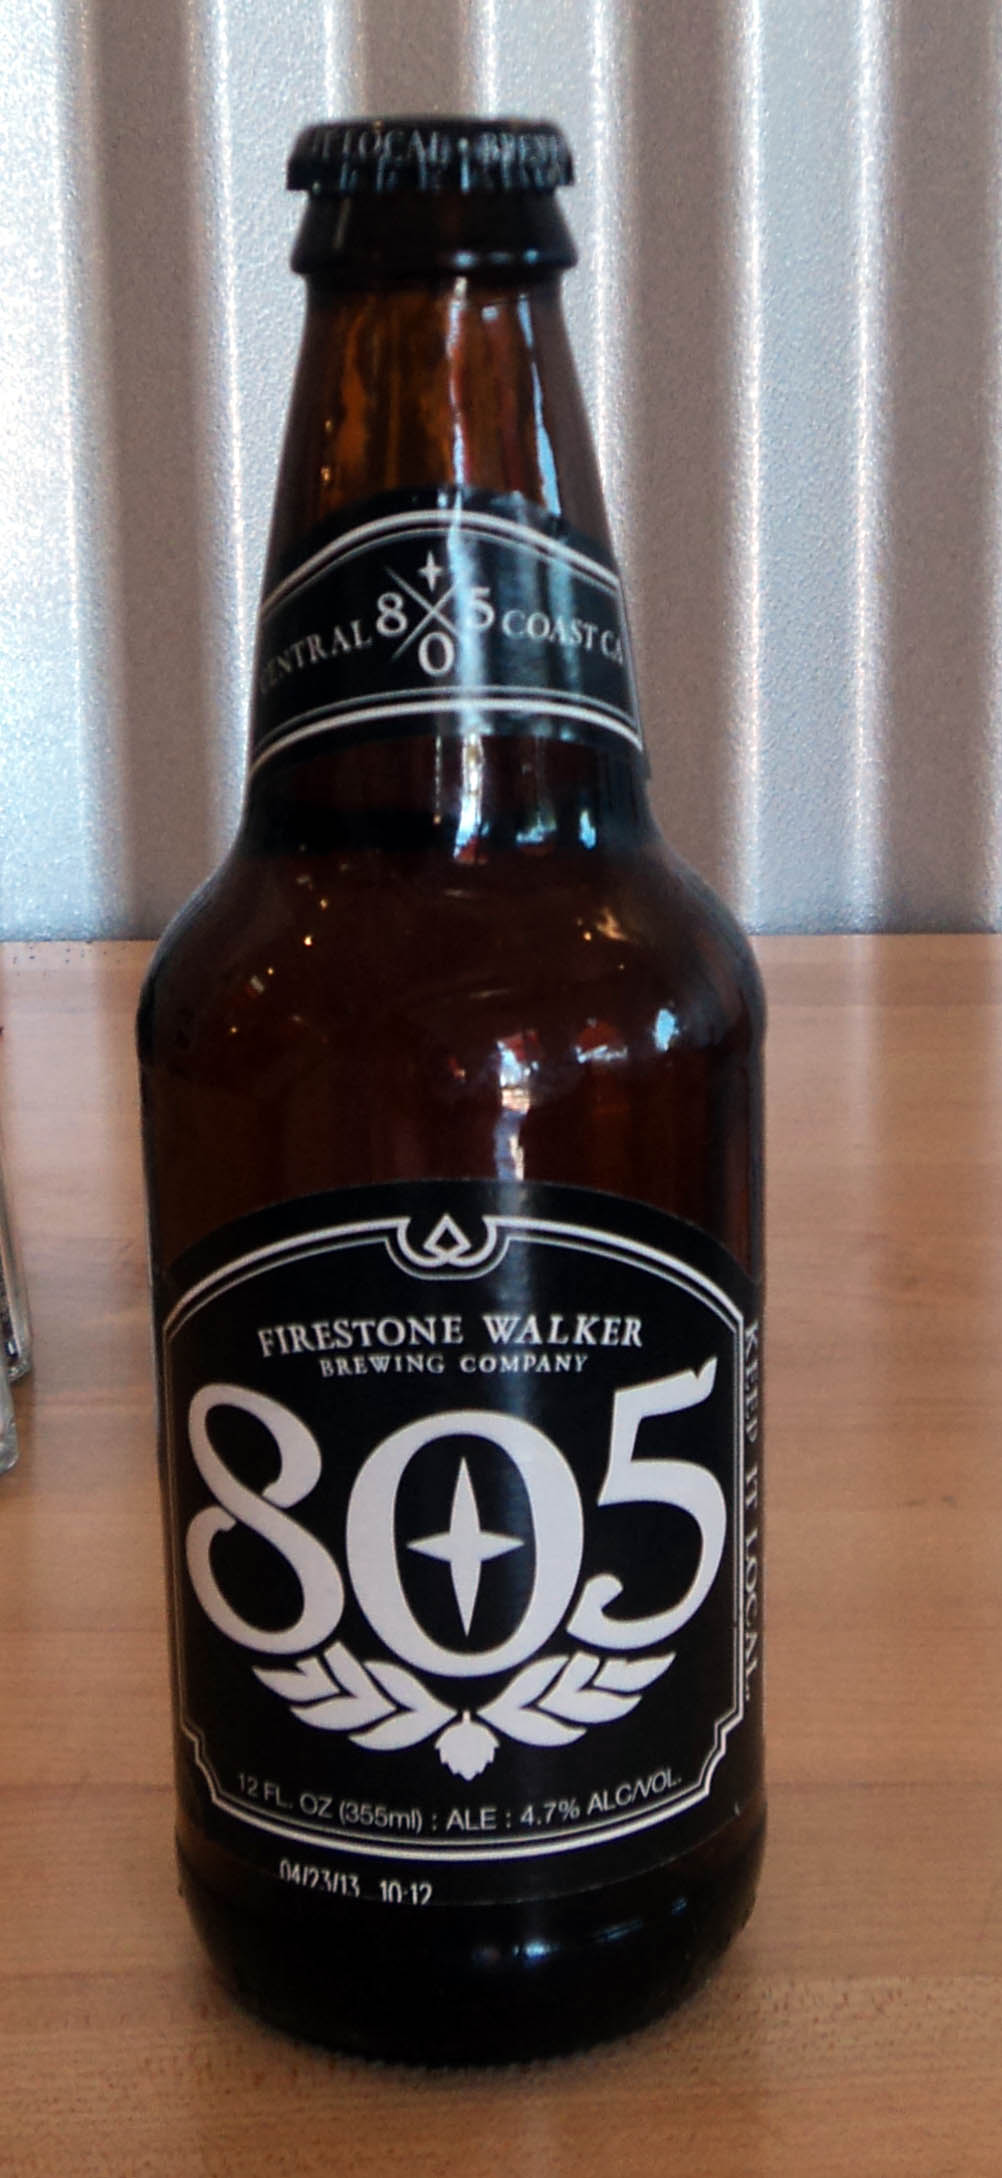 LOCAL
CENTRAL 805 COAST CA
FIRESTONE WALKER
BREWING COMPANY
805
KEEP IT LOCAL
12 FL. OZ (355ml) : ALE : 4.7% ALC/VOL.
04/23/13 10:12